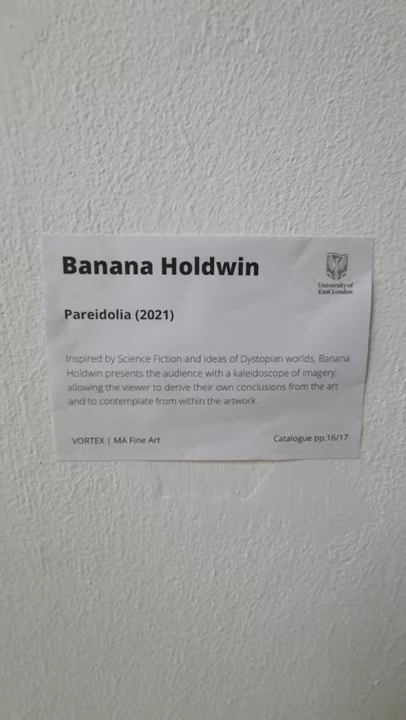 Banana Holdwin
University of
East London
Pareidolia (2021)
Inspired by Science Fiction and ideas of Dystopian worlds, Banana
Holdwin presents the audience with a kaleidoscope of imagery,
allowing the viewer to derive their own conclusions from the art
and to contemplate from within the artwork.
VORTEX | MA Fine Art
Catalogue pp.16/17